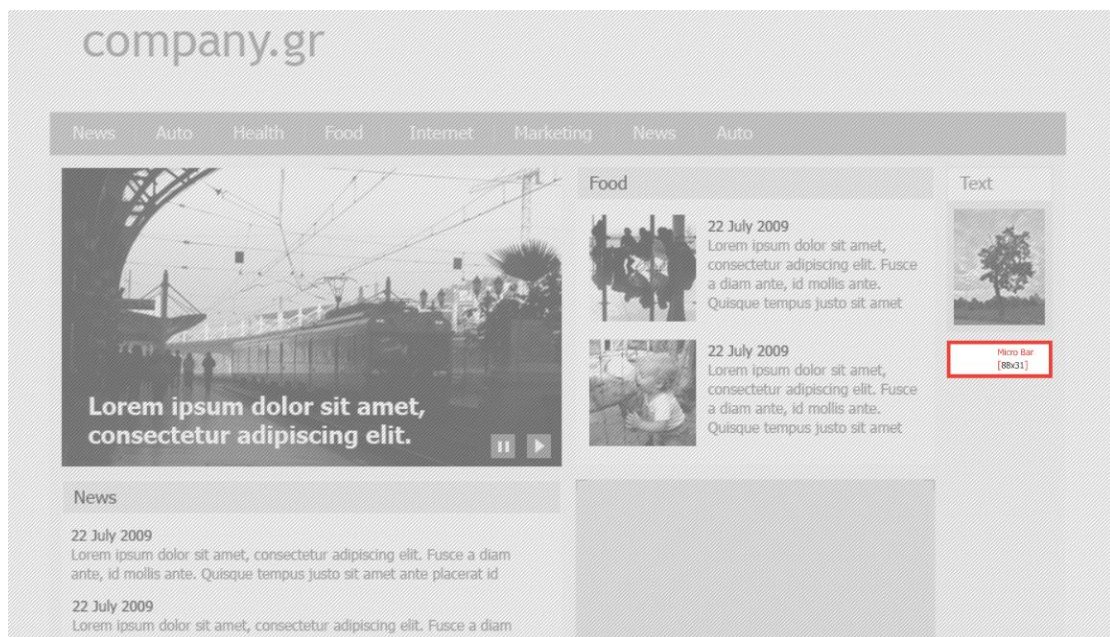 company.gr
News Auto Health Food Internet Marketing News Auto
Lorem ipsum dolor sit amet,
consectetur adipiscing elit.
Food
22 July 2009
Lorem ipsum dolor sit amet,
consectetur adipiscing elit. Fusce
a diam ante, id mollis ante.
Quisque tempus justo sit amet
22 July 2009
Lorem ipsum dolor sit amet,
consectetur adipiscing elit. Fusce
a diam ante, id mollis ante.
Quisque tempus justo sit amet
Text
Micro Bar
[88x31]
News
22 July 2009
Lorem ipsum dolor sit amet, consectetur adipiscing elit. Fusce a diam
ante, id mollis ante. Quisque tempus justo sit amet ante placerat id
22 July 2009
Lorem ipsum dolor sit amet, consectetur adipiscing elit. Fusce a diam